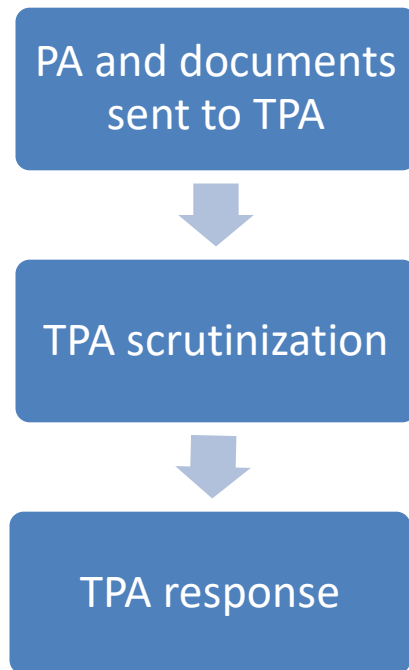 PA and documents
sent to TPA
TPA scrutinization
TPA response